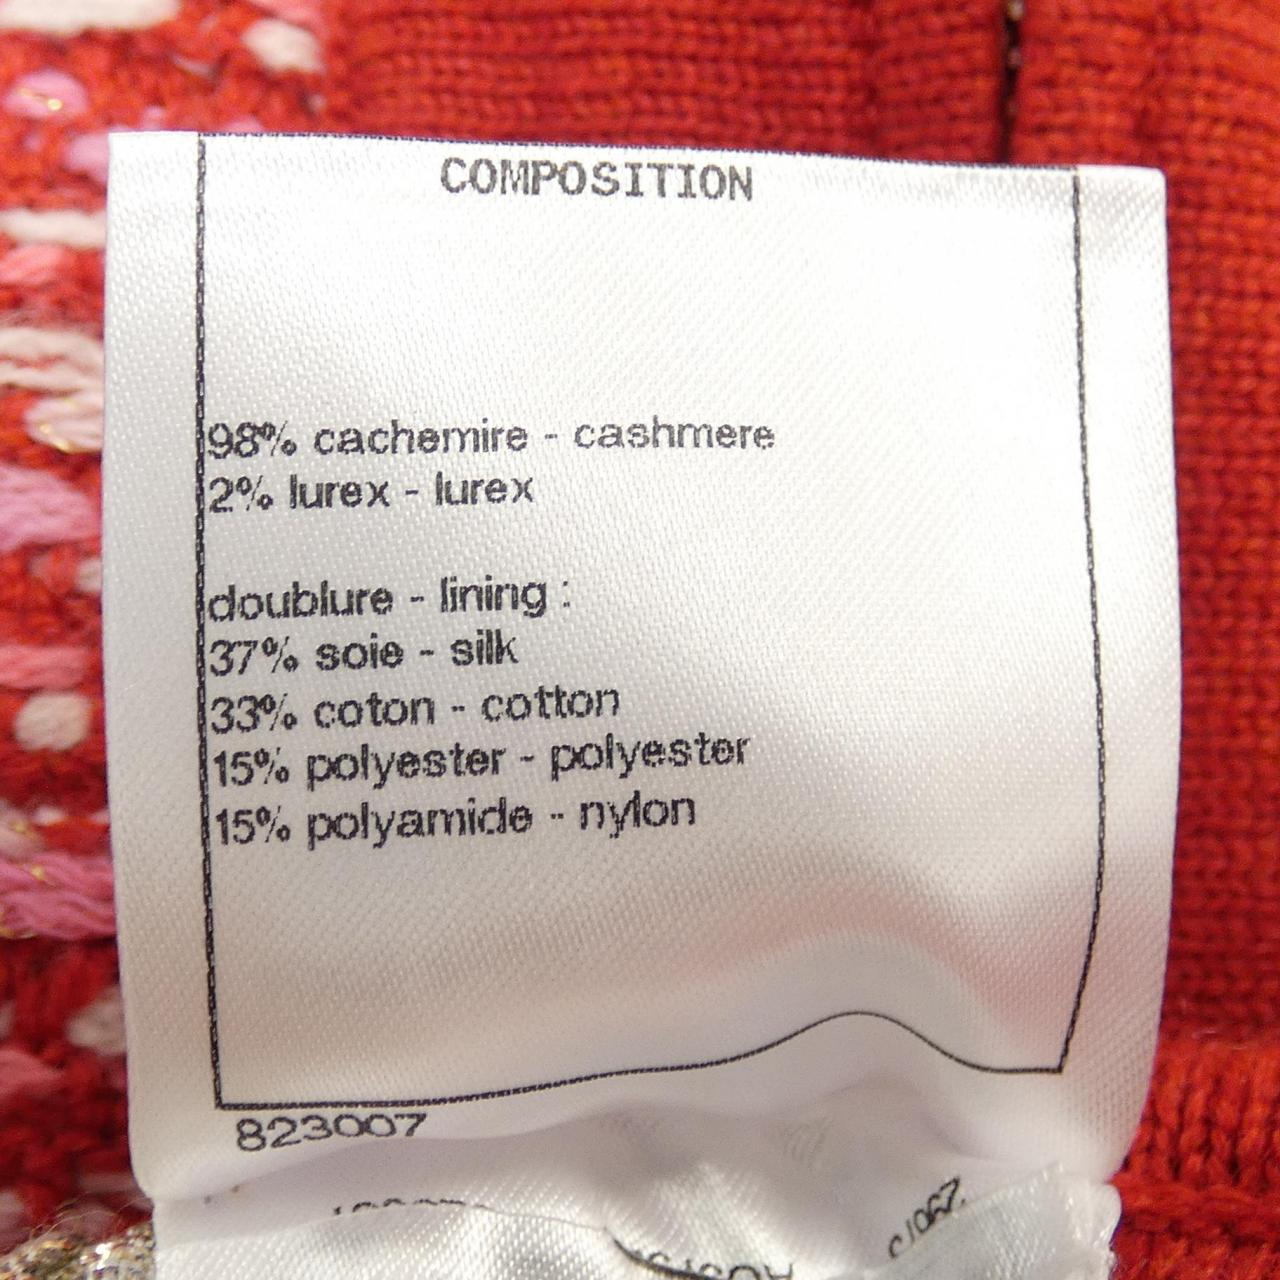 COMPOSITION
98% cachemire - cashmere
2% lurex - lurex
doublure - lining :
37% soie - silk
33% coton - cotton
15% polyester - polyester
15% polyamide - nylon
823007